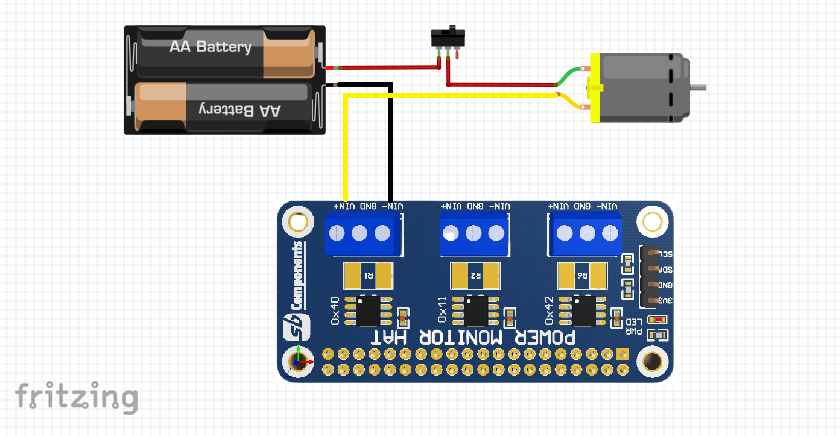 AA Battery
AA Battery
VIN+ GND VIN-
VIN+ GND VIN-
VIN+ GND VIN-
SCL
SDA
GND
3V3
R1
R2
R6
0x40
0x41
0x42
sb Components
PWR
LED
POWER MONITOR HAT
fritzing